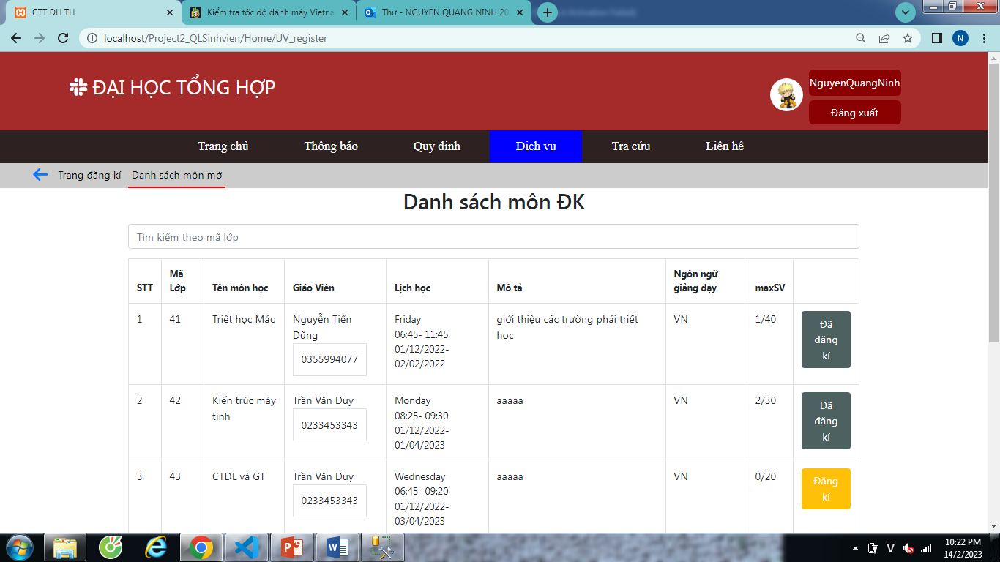 CTT ĐH TH
Kiểm tra tốc độ đánh máy Vietna
Thư - NGUYEN QUANG NINH 20
localhost/Project2_QLSinhvien/Home/UV_register
N
ĐẠI HỌC TỔNG HỢP
NguyenQuangNinh
Đăng xuất
Trang chủ Thông báo Quy định Dịch vụ Tra cứu Liên hệ
Trang đăng kí Danh sách môn mở
Danh sách môn ĐK
Tìm kiếm theo mã lớp
STT Mã Lớp Tên môn học Giáo Viên Lịch học Mô tả Ngôn ngữ giảng dạy maxSV
1 41 Triết học Mác Nguyễn Tiến Dũng
0355994077
Friday
06:45- 11:45
01/12/2022-
02/02/2022
giới thiệu các trường phái triết
học
VN 1/40
Đã
đăng
kí
2 42 Kiến trúc máy
tính
Trần Văn Duy
0233453343
Monday
08:25- 09:30
01/12/2022-
01/04/2023
aaaaa VN 2/30
Đã
đăng
kí
3 43 CTDL và GT Trần Văn Duy
0233453343
Wednesday
06:45- 09:20
01/12/2022-
03/04/2023
aaaaa VN 0/20
Đăng
kí
V
10:22 PM
14/2/2023